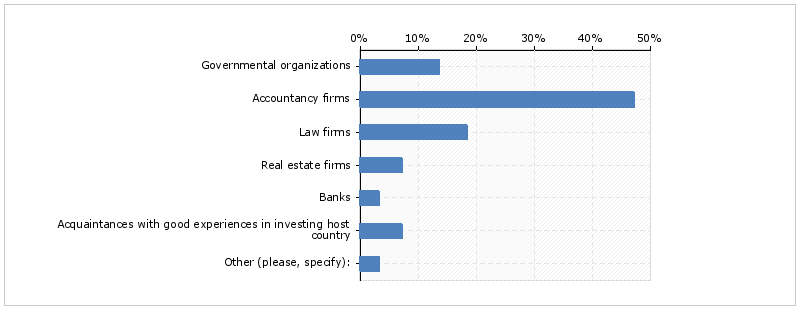 0% 10% 20% 30% 40% 50%
Governmental organizations
Accountancy firms
Law firms
Real estate firms
Banks
Acquaintances with good experiences in investing host
country
Other (please, specify):